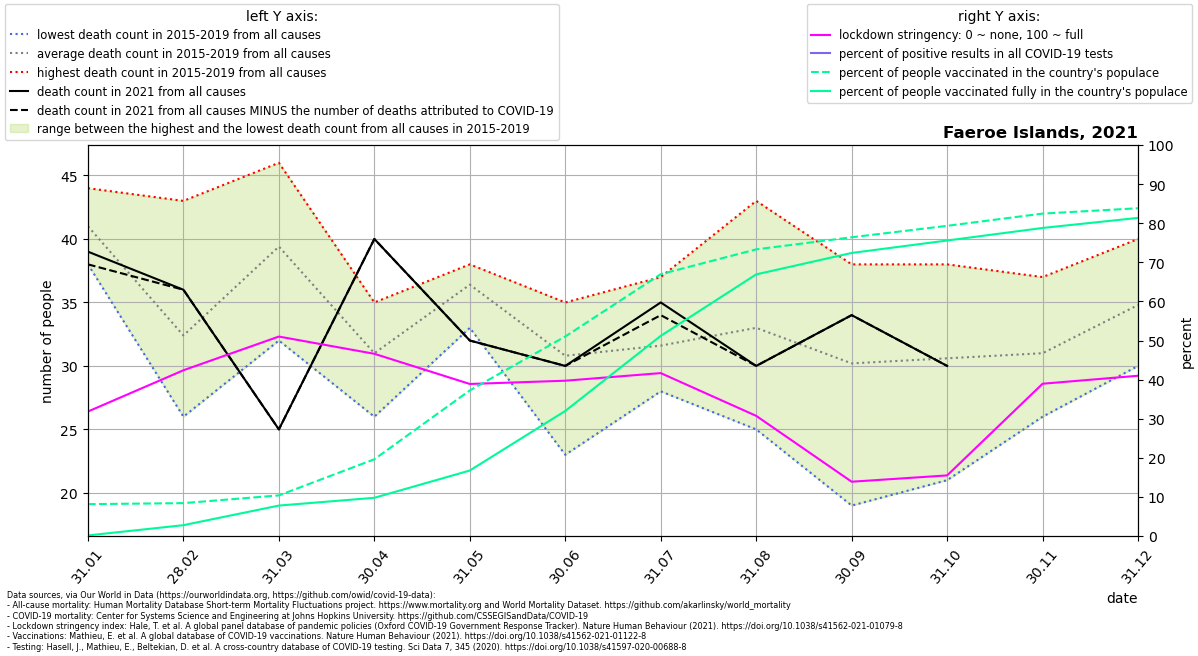 left Y axis:
lowest death count in 2015-2019 from all causes
average death count in 2015-2019 from all causes
highest death count in 2015-2019 from all causes
death count in 2021 from all causes
death count in 2021 from all causes MINUS the number of deaths attributed to COVID-19
range between the highest and the lowest death count from all causes in 2015-2019
right Y axis:
lockdown stringency: 0 ~ none, 100 ~ full
percent of positive results in all COVID-19 tests
percent of people vaccinated in the country's populace
percent of people vaccinated fully in the country's populace
Faeroe Islands, 2021
number of people
45
40
35
30
25
20
100
90
80
70
60
50
40
30
20
10
0
percent
31.01
28.02
31.03
30.04
31.05
30.06
31.07
31.08
30.09
31.10
30.11
31.12
date
Data sources, via Our World in Data (https://ourworldindata.org, https://github.com/owid/covid-19-data):
- All-cause mortality: Human Mortality Database Short-term Mortality Fluctuations project. https://www.mortality.org and World Mortality Dataset. https://github.com/akarlinsky/world_mortality
- COVID-19 mortality: Center for Systems Science and Engineering at Johns Hopkins University. https://github.com/CSSEGISandData/COVID-19
- Lockdown stringency index: Hale, T. et al. A global panel database of pandemic policies (Oxford COVID-19 Government Response Tracker). Nature Human Behaviour (2021). https://doi.org/10.1038/s41562-021-01079-8
- Vaccinations: Mathieu, E. et al. A global database of COVID-19 vaccinations. Nature Human Behaviour (2021). https://doi.org/10.1038/s41562-021-01122-8
- Testing: Hasell, J., Mathieu, E., Beltekian, D. et al. A cross-country database of COVID-19 testing. Sci Data 7, 345 (2020). https://doi.org/10.1038/s41597-020-00688-8